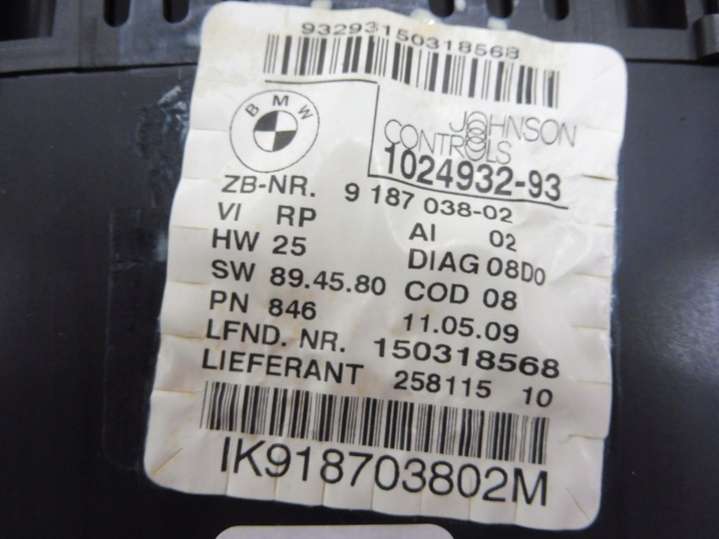 93293150318568
BMW
JOHNSON
CONTROLS
1024932-93
ZB-NR. 9 187 038-02
VI RP AI 02
HW 25 DIAG 08D0
SW 89.45.80 COD 08
PN 846 11.05.09
LFND. NR. 150318568
LIEFERANT 258115 10
IK918703802M